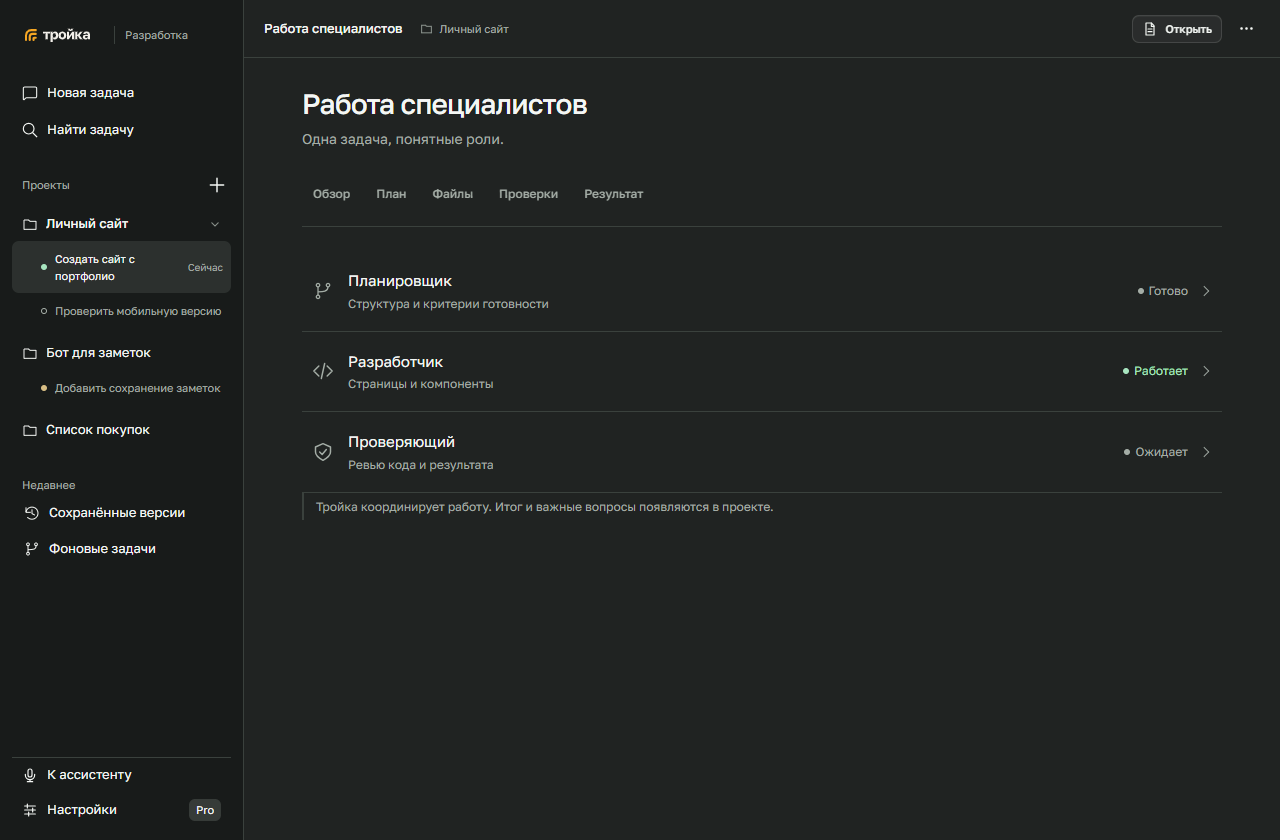 тройка
Разработка
Новая задача
Найти задачу
Проекты
Личный сайт
Создать сайт с
портфолио
Сейчас
Проверить мобильную версию
Бот для заметок
Добавить сохранение заметок
Список покупок
Недавнее
Сохранённые версии
Фоновые задачи
К ассистенту
Настройки
Pro
Работа специалистов
Личный сайт
Открыть
Работа специалистов
Одна задача, понятные роли.
Обзор
План
Файлы
Проверки
Результат
Планировщик
Структура и критерии готовности
Готово
Разработчик
Страницы и компоненты
Работает
Проверяющий
Ревью кода и результата
Ожидает
Тройка координирует работу. Итог и важные вопросы появляются в проекте.